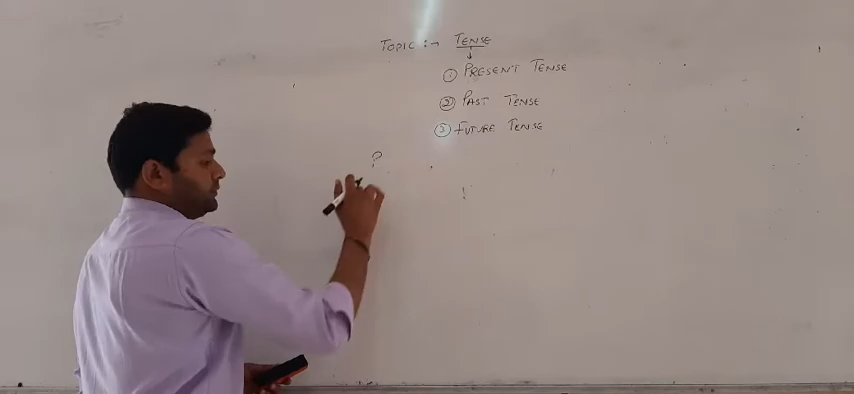 TOPIC :→ TENSE
① PRESENT TENSE
② PAST TENSE
③ FUTURE TENSE
P